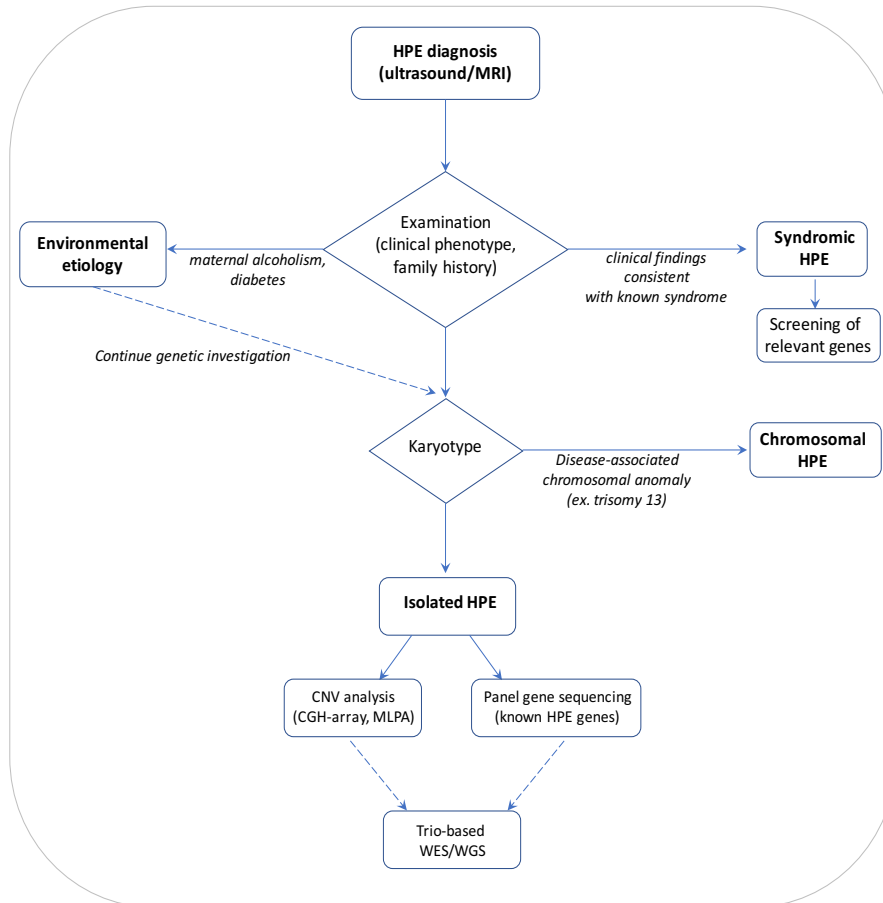 HPE diagnosis
(ultrasound/MRI)
Examination
(clinical phenotype,
family history)
Environmental
etiology
maternal alcoholism,
diabetes
clinical findings
consistent
with known syndrome
Syndromic
HPE
Screening of
relevant genes
Continue genetic investigation
Karyotype
Disease-associated
chromosomal anomaly
(ex. trisomy 13)
Chromosomal
HPE
Isolated HPE
CNV analysis
(CGH-array, MLPA)
Panel gene sequencing
(known HPE genes)
Trio-based
WES/WGS